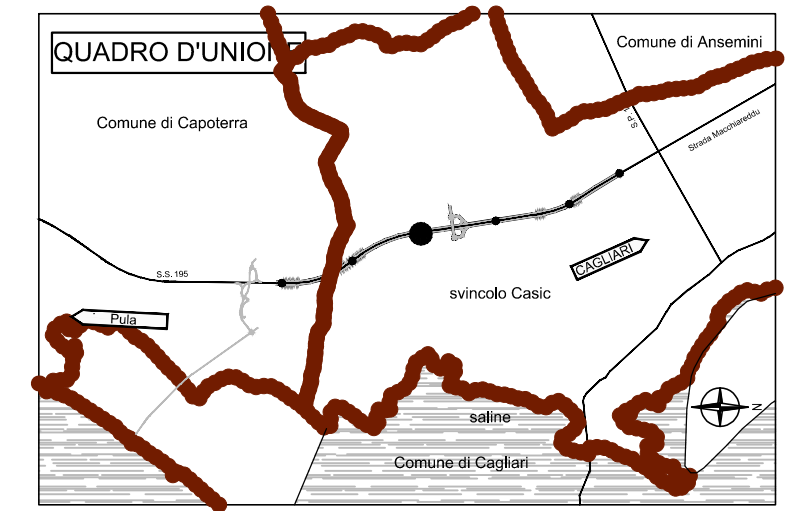 QUADRO D'UNIONE
Comune di Ansemini
Comune di Capoterra
Strada Macchiareddu
CAGLIARI
S.S. 195
svincolo Casic
Pula
N
saline
Comune di Cagliari